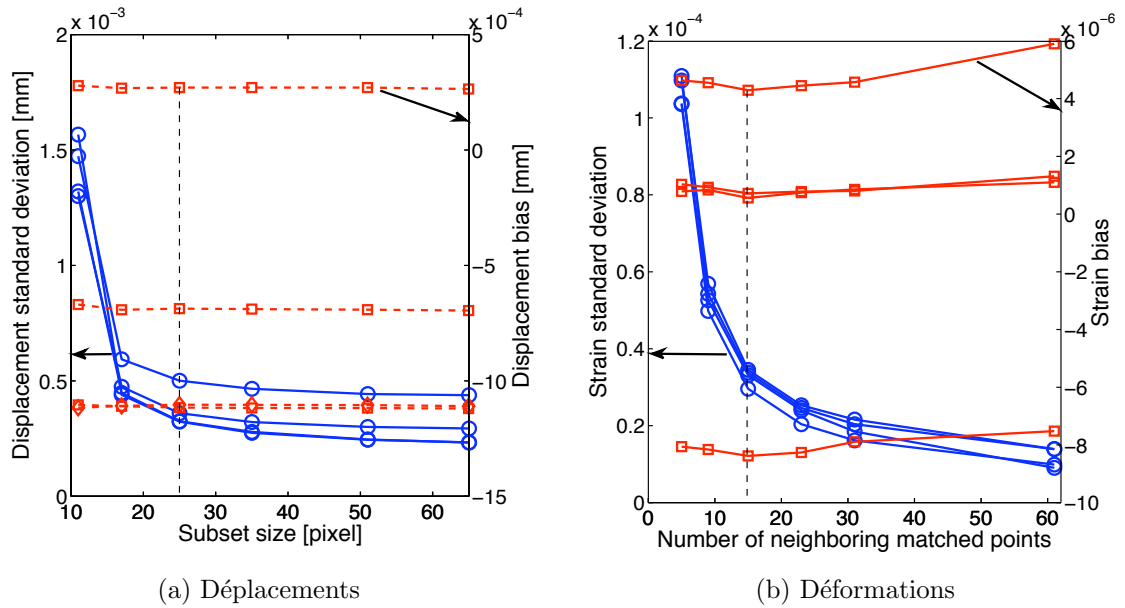 x 10⁻³
x 10⁻⁴
2
1.5
1
0.5
0
5
0
−5
−10
−15
10 20 30 40 50 60
Displacement standard deviation [mm]
Displacement bias [mm]
Subset size [pixel]
(a) Déplacements
x 10⁻⁴
x 10⁻⁶
1.2
1
0.8
0.6
0.4
0.2
0
6
4
2
0
−2
−4
−6
−8
−10
0 10 20 30 40 50 60
Strain standard deviation
Strain bias
Number of neighboring matched points
(b) Déformations